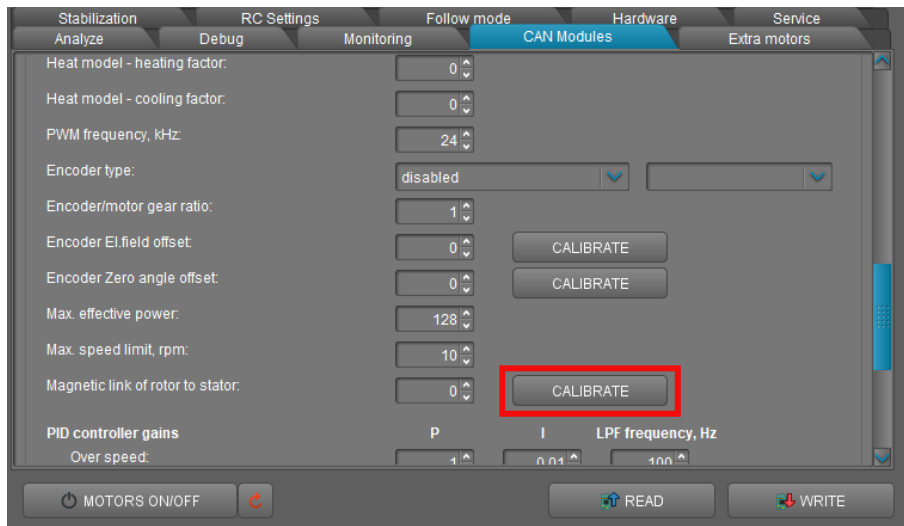 Stabilization RC Settings Follow mode Hardware Service
Analyze Debug Monitoring CAN Modules Extra motors
Heat model - heating factor: 0
Heat model - cooling factor: 0
PWM frequency, kHz: 24
Encoder type: disabled
Encoder/motor gear ratio: 1
Encoder El.field offset: 0 CALIBRATE
Encoder Zero angle offset: 0 CALIBRATE
Max. effective power: 128
Max. speed limit, rpm: 10
Magnetic link of rotor to stator: 0 CALIBRATE
PID controller gains P I LPF frequency, Hz
Over speed: 1 0.01 100
MOTORS ON/OFF READ WRITE